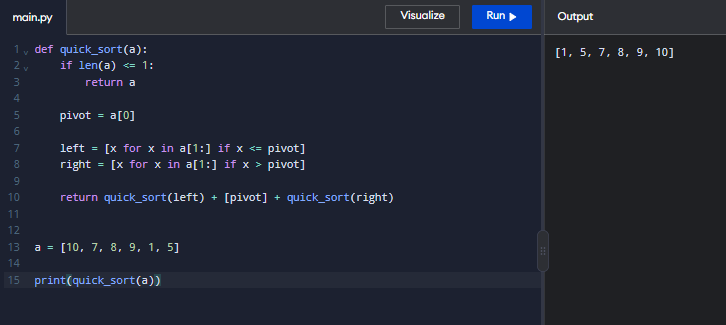 main.py
Visualize
Run
Output
1 def quick_sort(a):
2     if len(a) <= 1:
3         return a
4
5     pivot = a[0]
6
7     left = [x for x in a[1:] if x <= pivot]
8     right = [x for x in a[1:] if x > pivot]
9
10     return quick_sort(left) + [pivot] + quick_sort(right)
11
12
13 a = [10, 7, 8, 9, 1, 5]
14
15 print(quick_sort(a))
[1, 5, 7, 8, 9, 10]